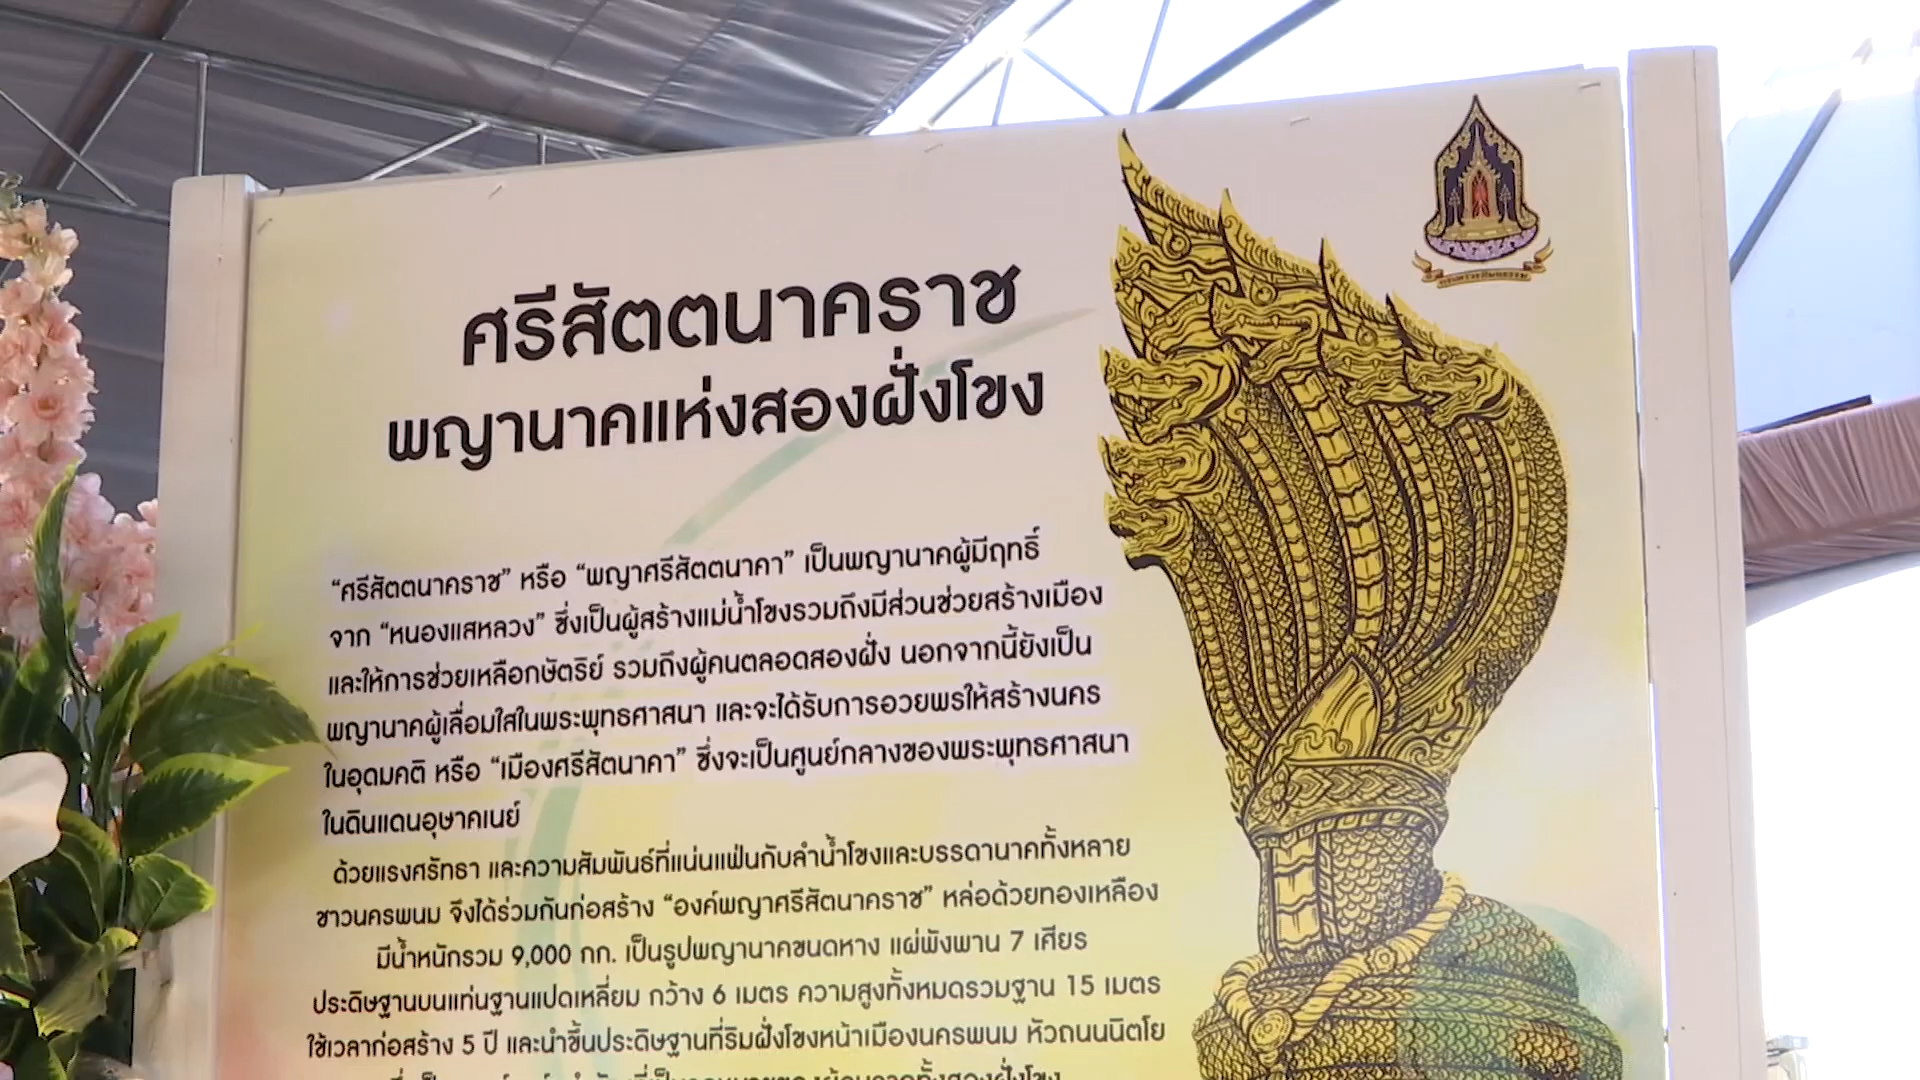 ศรีสัตตนาคราช
พญานาคแห่งสองฝั่งโขง
“ศรีสัตตนาคราช” หรือ “พญาศรีสัตตนาคา” เป็นพญานาคผู้มีฤทธิ์
จาก “หนองแสหลวง” ซึ่งเป็นผู้สร้างแม่น้ำโขงรวมถึงมีส่วนช่วยสร้างเมือง
และให้การช่วยเหลือกษัตริย์ รวมถึงผู้คนตลอดสองฝั่ง นอกจากนี้ยังเป็น
พญานาคผู้เลื่อมใสในพระพุทธศาสนา และจะได้รับการอวยพรให้สร้างนคร
ในอุดมคติ หรือ “เมืองศรีสัตนาคา” ซึ่งจะเป็นศูนย์กลางของพระพุทธศาสนา
ในดินแดนอุษาคเนย์
ด้วยแรงศรัทธา และความสัมพันธ์ที่แน่นแฟ้นกับลำน้ำโขงและบรรดานาคทั้งหลาย
ชาวนครพนม จึงได้ร่วมกันก่อสร้าง “องค์พญาศรีสัตนาคราช” หล่อด้วยทองเหลือง
มีน้ำหนักรวม 9,000 กก. เป็นรูปพญานาคขนดหาง แผ่พังพาน 7 เศียร
ประดิษฐานบนแท่นฐานแปดเหลี่ยม กว้าง 6 เมตร ความสูงทั้งหมดรวมฐาน 15 เมตร
ใช้เวลาก่อสร้าง 5 ปี และนำขึ้นประดิษฐานที่ริมฝั่งโขงหน้าเมืองนครพนม หัวถนนนิตโย